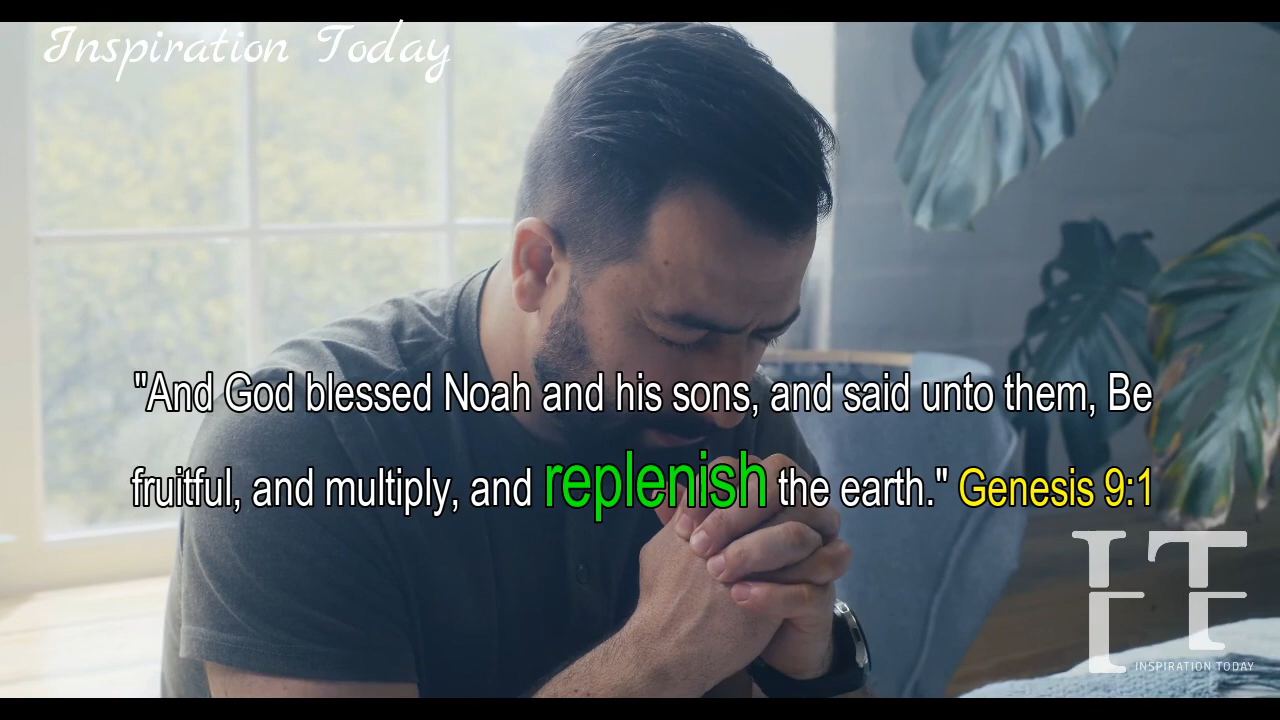 Inspiration Today
"And God blessed Noah and his sons, and said unto them, Be
fruitful, and multiply, and replenish the earth." Genesis 9:1
IT
INSPIRATION TODAY